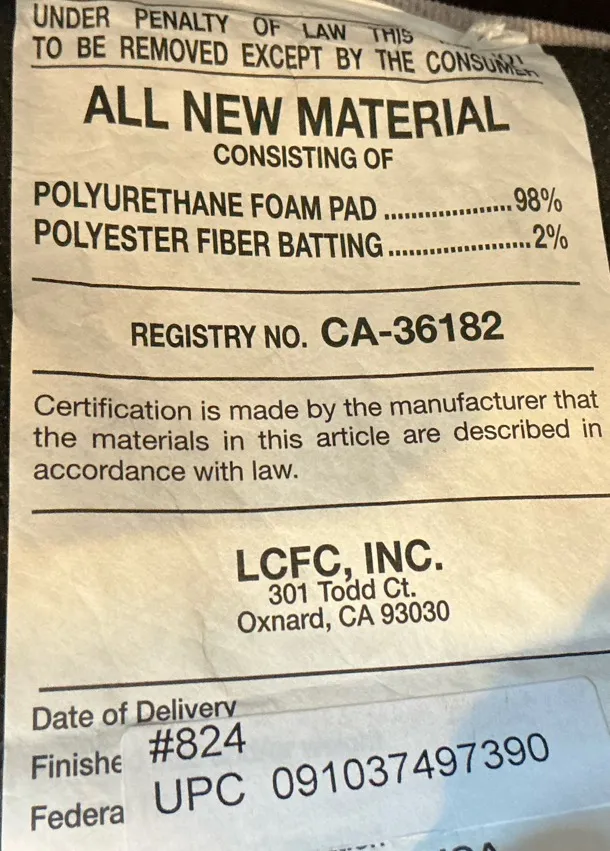 UNDER PENALTY OF LAW THIS
TO BE REMOVED EXCEPT BY THE CONSUMER
ALL NEW MATERIAL
CONSISTING OF
POLYURETHANE FOAM PAD ....................98%
POLYESTER FIBER BATTING ......................2%
REGISTRY NO. CA-36182
Certification is made by the manufacturer that
the materials in this article are described in
accordance with law.
LCFC, INC.
301 Todd Ct.
Oxnard, CA 93030
Date of Delivery
#824
Finishe
UPC 091037497390
Federa